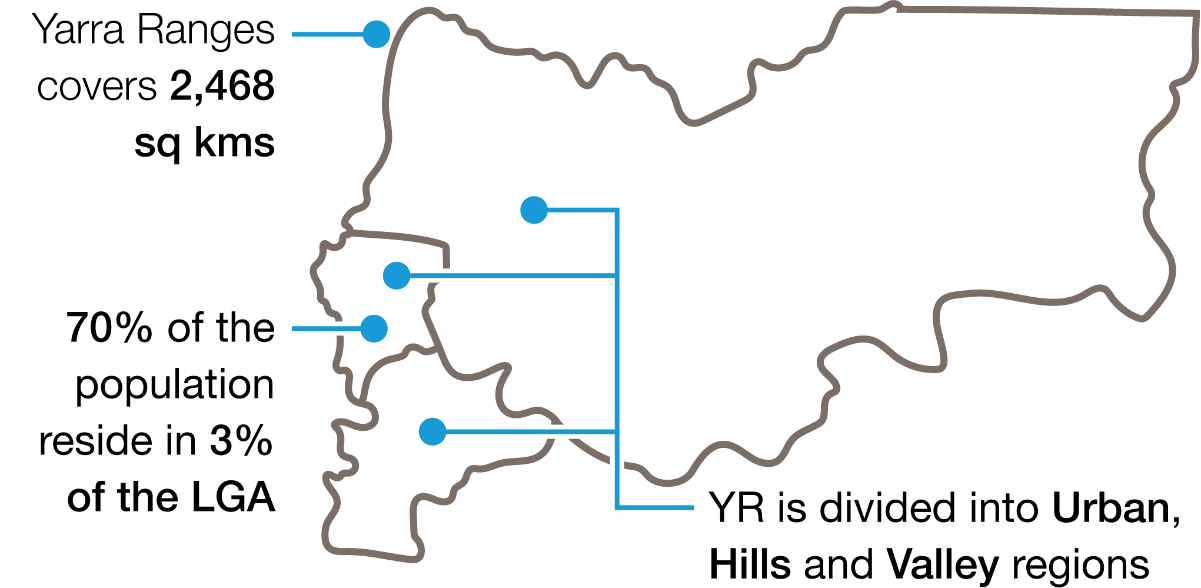 Yarra Ranges
covers 2,468
sq kms
70% of the
population
reside in 3%
of the LGA
YR is divided into Urban,
Hills and Valley regions